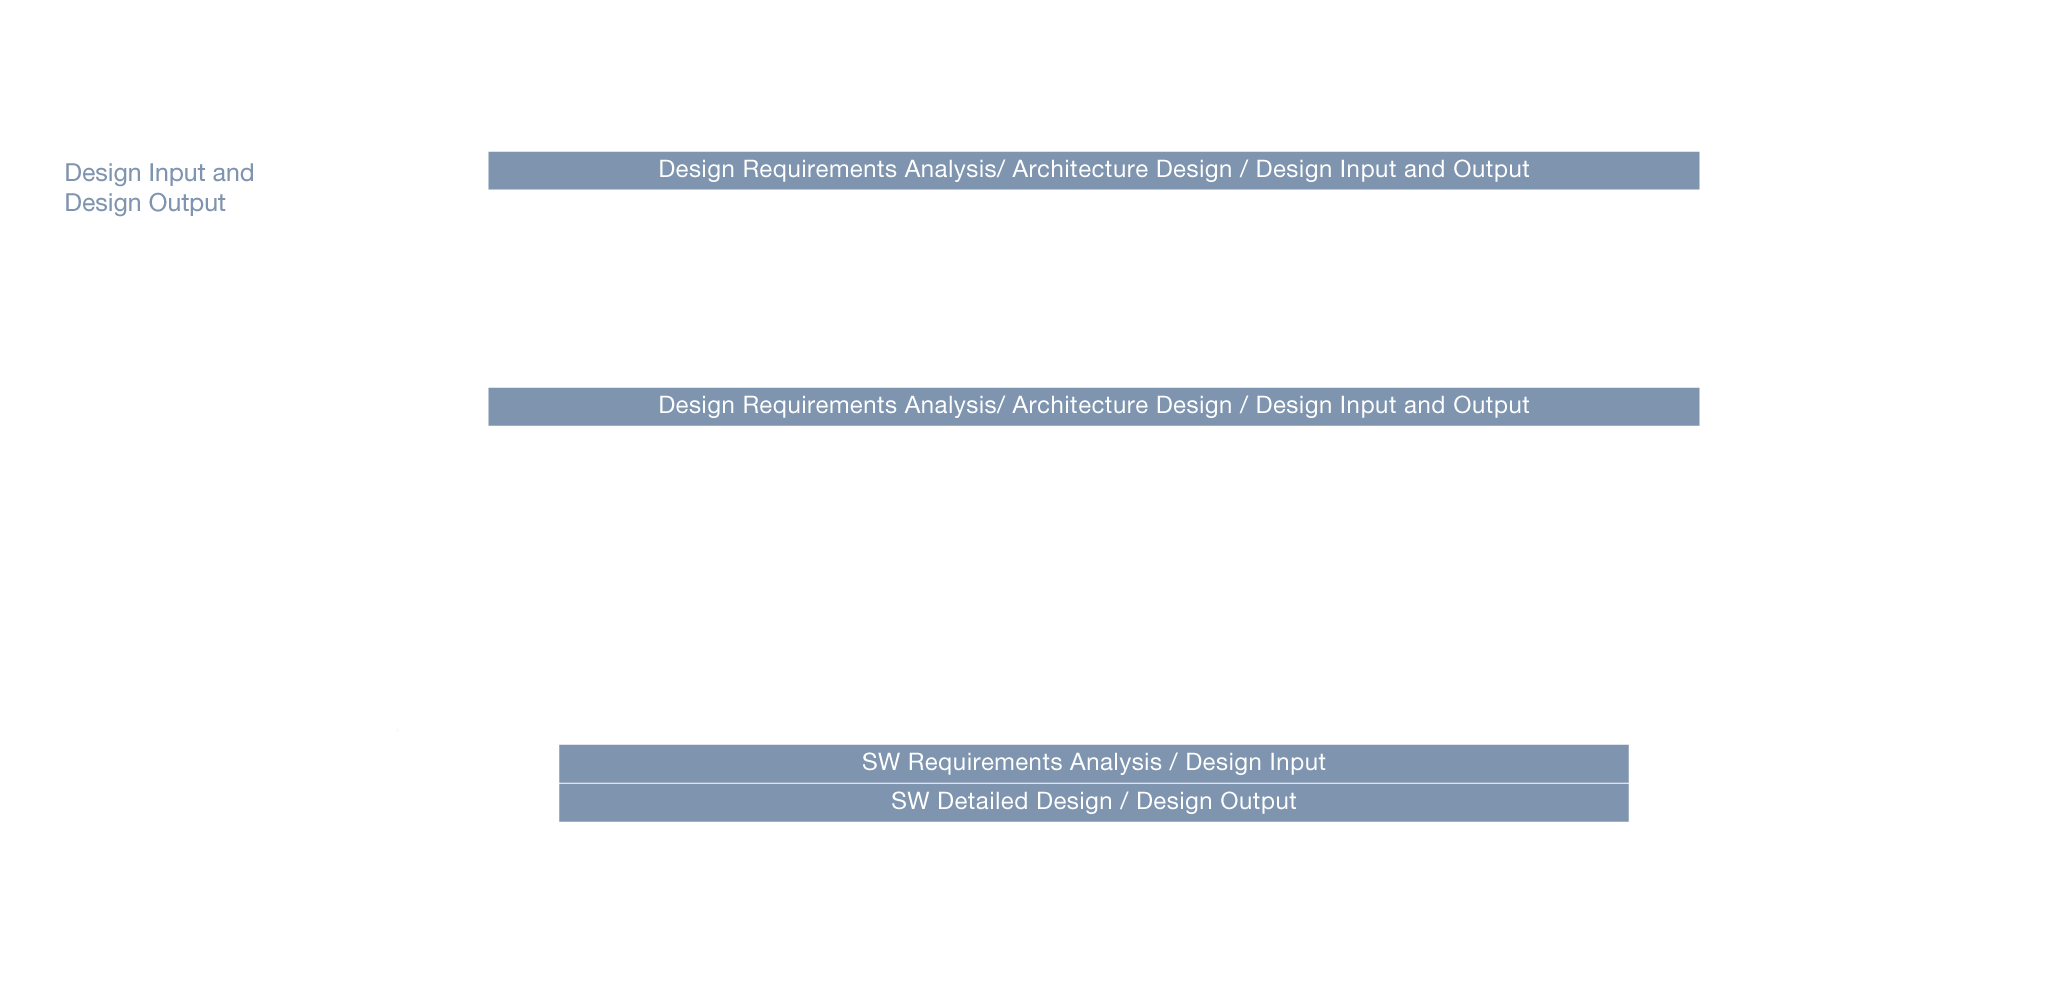 Design Input and
Design Output
Design Requirements Analysis/ Architecture Design / Design Input and Output
Design Requirements Analysis/ Architecture Design / Design Input and Output
SW Requirements Analysis / Design Input
SW Detailed Design / Design Output